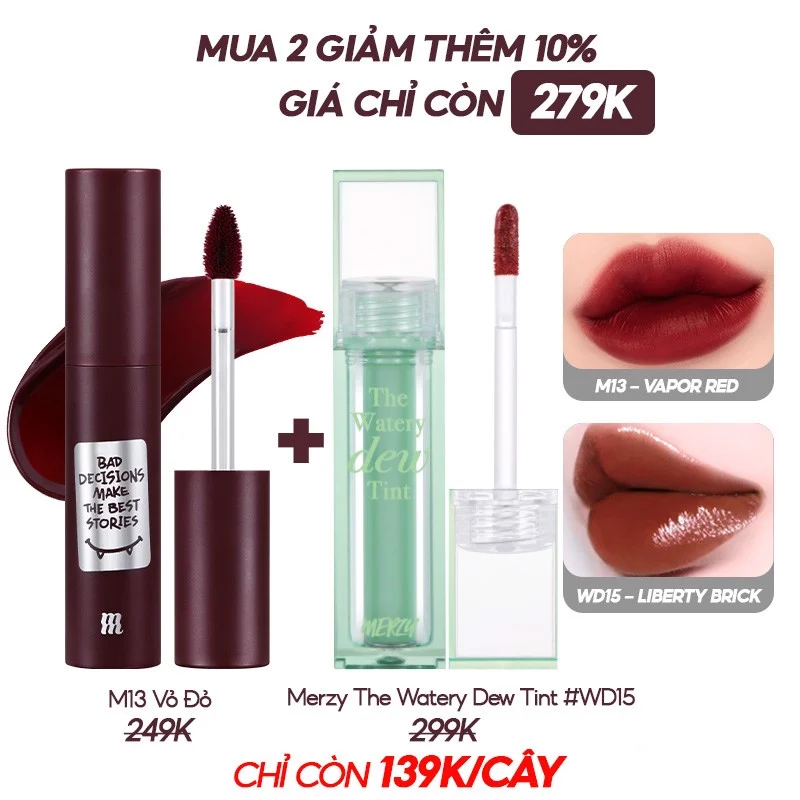 MUA 2 GIẢM THÊM 10%
GIÁ CHỈ CÒN 279K
BAD
DECISIONS
MAKE
THE BEST
STORIES
The
Watery
dew
Tint
MERZY
M13 – VAPOR RED
WD15 – LIBERTY BRICK
M13 Vỏ Đỏ
249K
Merzy The Watery Dew Tint #WD15
299K
CHỈ CÒN 139K/CÂY